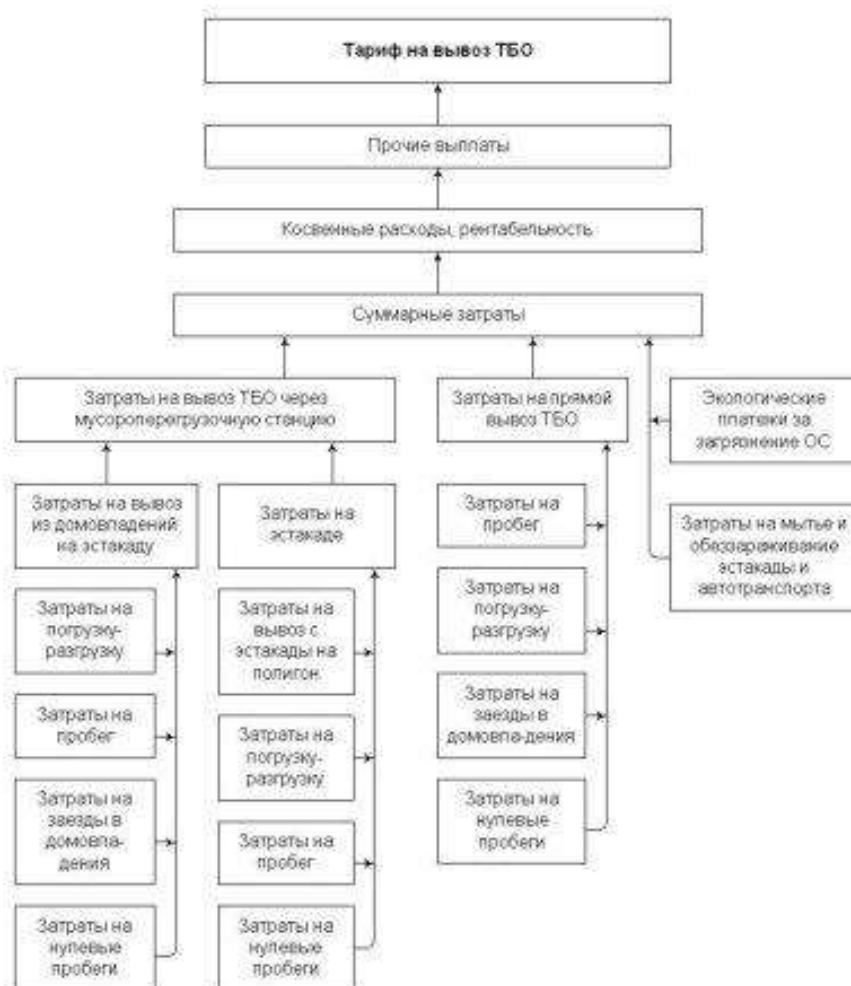 Тариф на вывоз ТБО
Прочие выплаты
Косвенные расходы, рентабельность
Суммарные затраты
Затраты на вывоз ТБО через
мусороперегрузочную станцию
Затраты на прямой
вывоз ТБО
Экологические
платежи за
загрязнение ОС
Затраты на вывоз
из домовладений
на эстакаду
Затраты на
эстакаде
Затраты на
пробег
Затраты на мытье и
обеззараживание
эстакады и
автотранспорта
Затраты на
погрузку-
разгрузку
Затраты на
вывоз с
эстакады на
полигон
Затраты на
погрузку-
разгрузку
Затраты на
пробег
Затраты на
погрузку-
разгрузку
Затраты на
заезды в
домовпа-дения
Затраты на
заезды в
домовпа-
дения
Затраты на
пробег
Затраты на
нулевые
пробеги
Затраты на
нулевые
пробеги
Затраты на
нулевые
пробеги